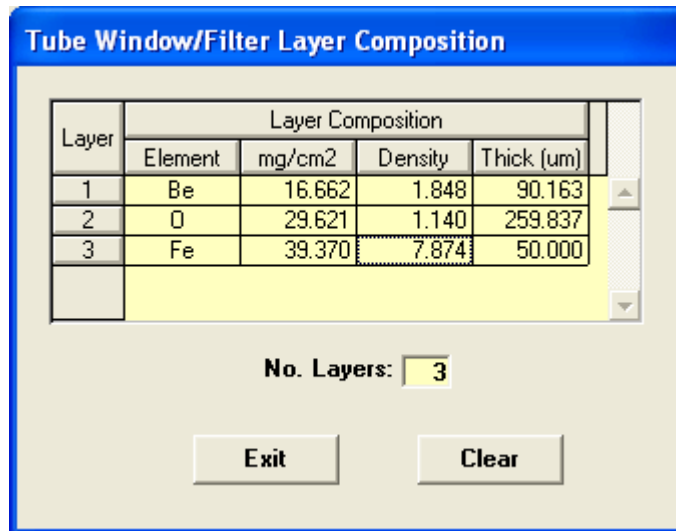 Tube Window/Filter Layer Composition
Layer Layer Composition
Element mg/cm2 Density Thick (um)
1 Be 16.662 1.848 90.163
2 O 29.621 1.140 259.837
3 Fe 39.370 7.874 50.000
No. Layers: 3
Exit Clear